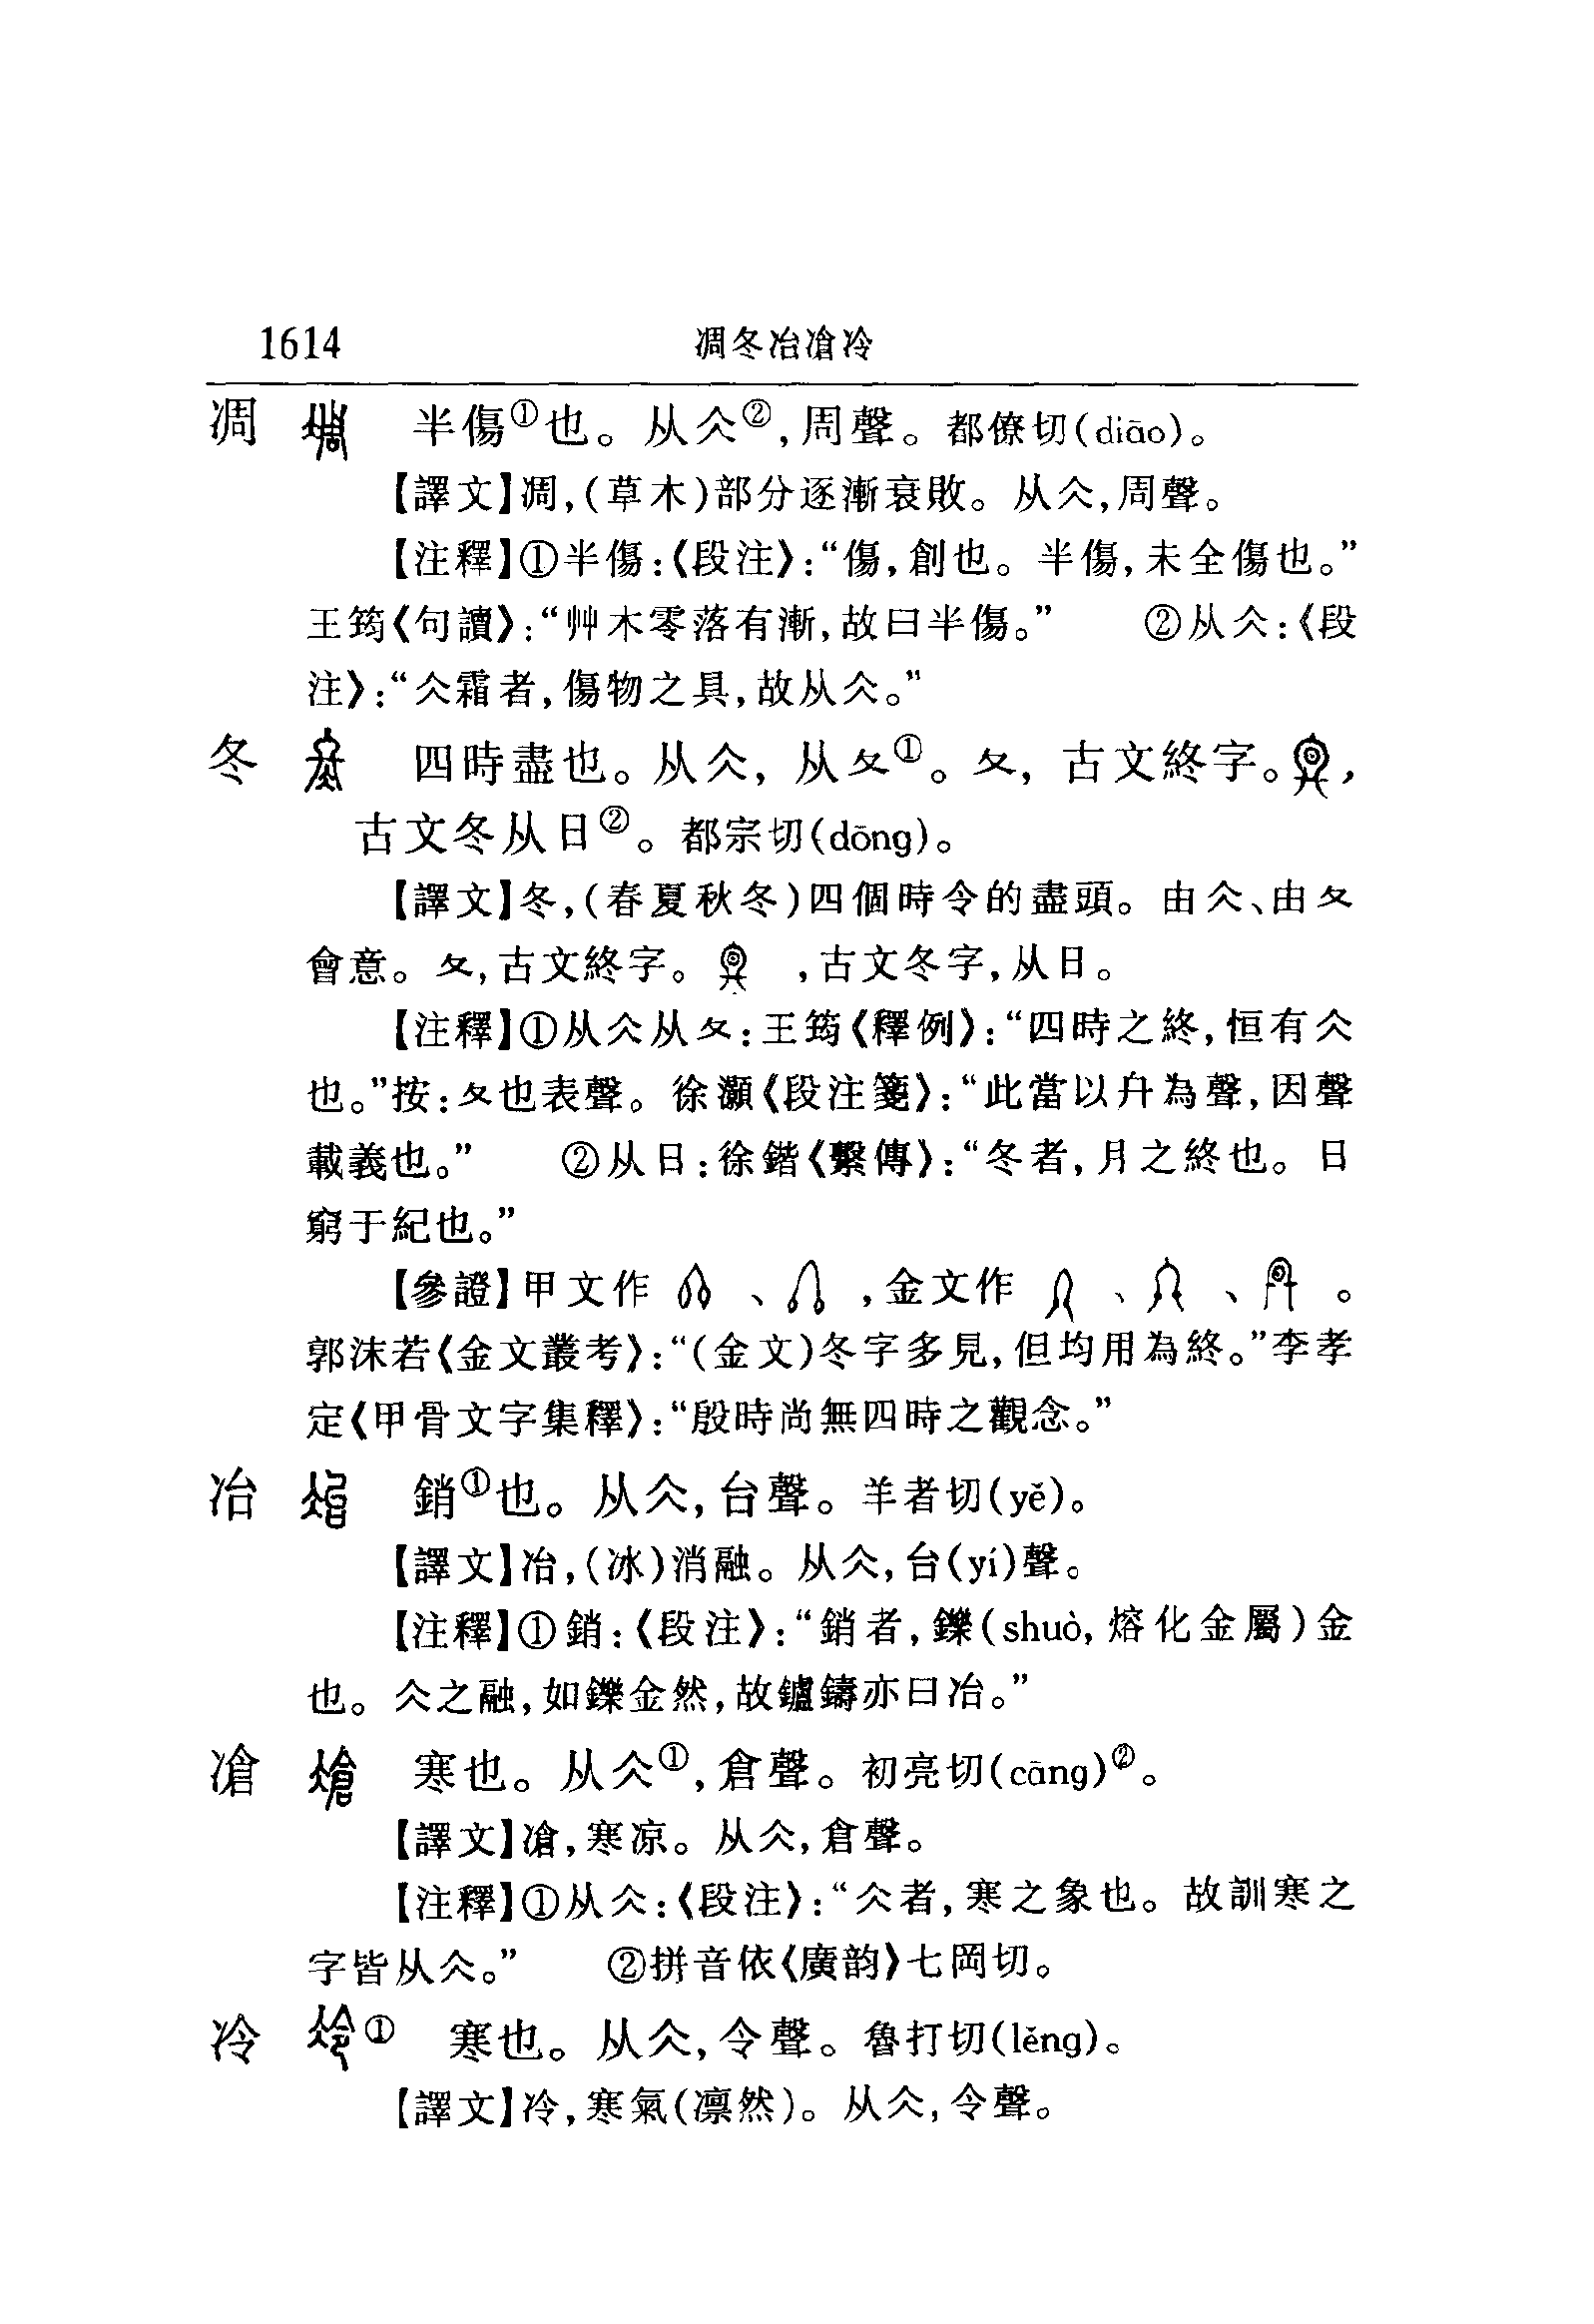 1614 凋冬冶凔冷
凋 半傷①也。从仌②,周聲。都僚切(diāo)。
【譯文】凋,(草木)部分逐漸衰敗。从仌,周聲。
【注釋】①半傷:《段注》:“傷,創也。半傷,未全傷也。”
王筠《句讀》:“艸木零落有漸,故曰半傷。” ②从仌:《段
注》:“仌霜者,傷物之具,故从仌。”
冬 四時盡也。从仌,从夂①。夂,古文終字。,
古文冬从日②。都宗切(dōng)。
【譯文】冬,(春夏秋冬)四個時令的盡頭。由仌、由夂
會意。夂,古文終字。 ,古文冬字,从日。
【注釋】①从仌从夂:王筠《釋例》:“四時之終,恒有仌
也。”按:夂也表聲。徐灝《段注箋》:“此當以為聲,因聲
載義也。” ②从日:徐鍇《繫傳》:“冬者,月之終也。日
窮于紀也。”
【參證】甲文作 、 ,金文作 、 、 。
郭沫若《金文叢考》:“(金文)冬字多見,但均用為終。”李孝
定《甲骨文字集釋》:“殷時尚無四時之觀念。”
冶 銷①也。从仌,台聲。羊者切(yě)。
【譯文】冶,(冰)消融。从仌,台(yí)聲。
【注釋】①銷:《段注》:“銷者,鑠(shuò,熔化金屬)金
也。仌之融,如鑠金然,故鑪鑄亦曰冶。”
凔 寒也。从仌①,倉聲。初亮切(cāng)②。
【譯文】凔,寒凉。从仌,倉聲。
【注釋】①从仌:《段注》:“仌者,寒之象也。故訓寒之
字皆从仌。” ②拼音依《廣韵》七岡切。
冷 ① 寒也。从仌,令聲。魯打切(lěng)。
【譯文】冷,寒氣(凛然)。从仌,令聲。